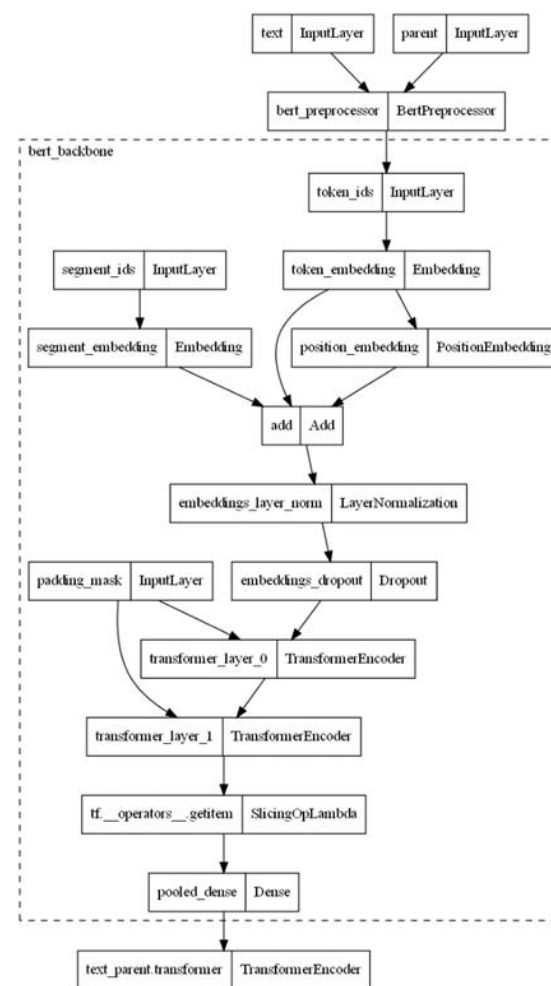 text InputLayer parent InputLayer
bert_preprocessor BertPreprocessor
bert_backbone
token_ids InputLayer
segment_ids InputLayer token_embedding Embedding
segment_embedding Embedding position_embedding PositionEmbedding
add Add
embeddings_layer_norm LayerNormalization
padding_mask InputLayer embeddings_dropout Dropout
transformer_layer_0 TransformerEncoder
transformer_layer_1 TransformerEncoder
tf.__operators__.getitem SlicingOpLambda
pooled_dense Dense
text_parent.transformer TransformerEncoder